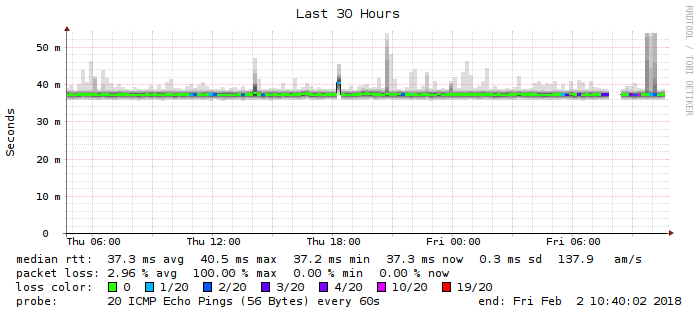 Last 30 Hours
RRDTOOL / TOBI OETIKER
Seconds
50 m
40 m
30 m
20 m
10 m
0
Thu 06:00 Thu 12:00 Thu 18:00 Fri 00:00 Fri 06:00
median rtt: 37.3 ms avg 40.5 ms max 37.2 ms min 37.3 ms now 0.3 ms sd 137.9 am/s
packet loss: 2.96 % avg 100.00 % max 0.00 % min 0.00 % now
loss color: 0 1/20 2/20 3/20 4/20 10/20 19/20
probe: 20 ICMP Echo Pings (56 Bytes) every 60s end: Fri Feb 2 10:40:02 2018